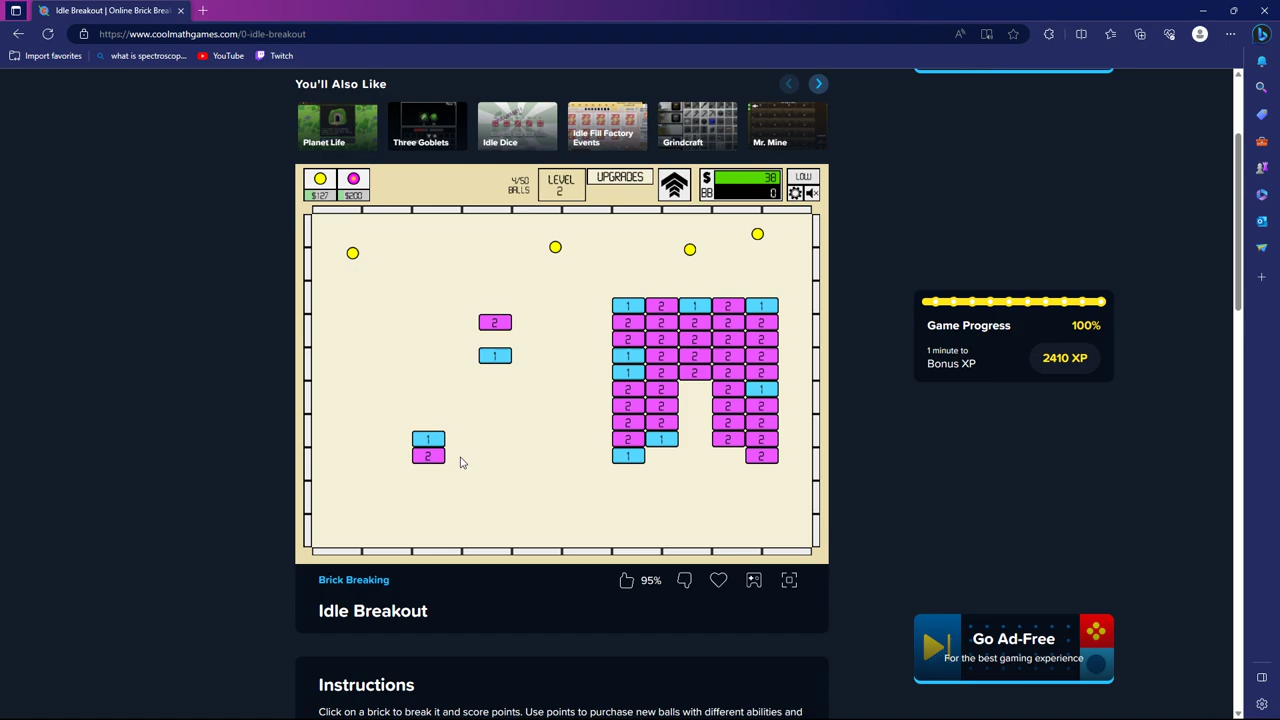 Idle Breakout | Online Brick Brea
https://www.coolmathgames.com/0-idle-breakout
Import favorites
what is spectroscop...
YouTube
Twitch
You'll Also Like
Planet Life
Three Goblets
Idle Dice
Idle Fill Factory
Events
Grindcraft
Mr. Mine
$127
$200
4/50
BALLS
LEVEL
2
UPGRADES
$ 38
BB 0
LOW
1 2 1 2 1
2 2 2 2 2 2
2 2 2 2 2
1 1 2 2 2 2
1 2 2 2 2
2 2 2 1
2 2 2 2
2 2 2 2
1 2 1 2 2
2 1 2
Game Progress 100%
1 minute to
Bonus XP
2410 XP
Brick Breaking
95%
Idle Breakout
Go Ad-Free
For the best gaming experience
Instructions
Click on a brick to break it and score points. Use points to purchase new balls with different abilities and